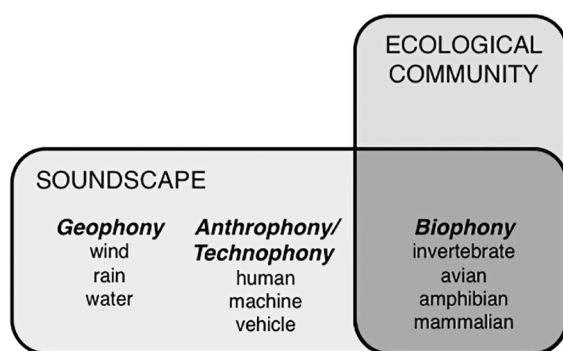 ECOLOGICAL
COMMUNITY
SOUNDSCAPE
Geophony
wind
rain
water
Anthrophony/
Technophony
human
machine
vehicle
Biophony
invertebrate
avian
amphibian
mammalian